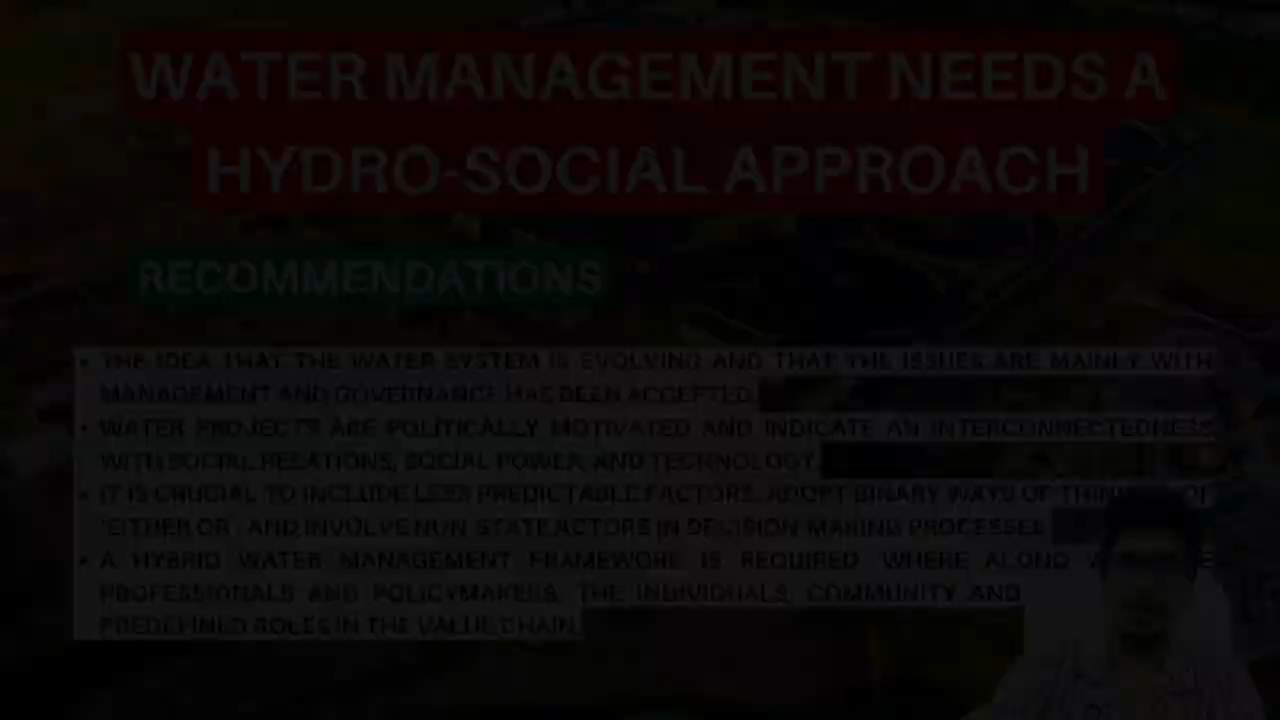 WATER MANAGEMENT NEEDS A
HYDRO-SOCIAL APPROACH
RECOMMENDATIONS
• THE IDEA THAT THE WATER SYSTEM IS EVOLVING AND THAT THE ISSUES ARE MAINLY WITH
MANAGEMENT AND GOVERNANCE HAS BEEN ACCEPTED.
• WATER PROJECTS ARE POLITICALLY MOTIVATED AND INDICATE AN INTERCONNECTEDNESS
WITH SOCIAL RELATIONS, SOCIAL POWER, AND TECHNOLOGY.
• IT IS CRUCIAL TO INCLUDE LESS PREDICTABLE FACTORS, ADOPT BINARY WAYS OF
'EITHER OR', AND INVOLVE NON STATE ACTORS IN DECISION MAKING PROCESSES.
• A HYBRID WATER MANAGEMENT FRAMEWORK IS REQUIRED, WHERE ALONG
PROFESSIONALS AND POLICYMAKERS, THE INDIVIDUALS, COMMUNITY AND
PREDEFINED ROLES IN THE VALUE CHAIN.